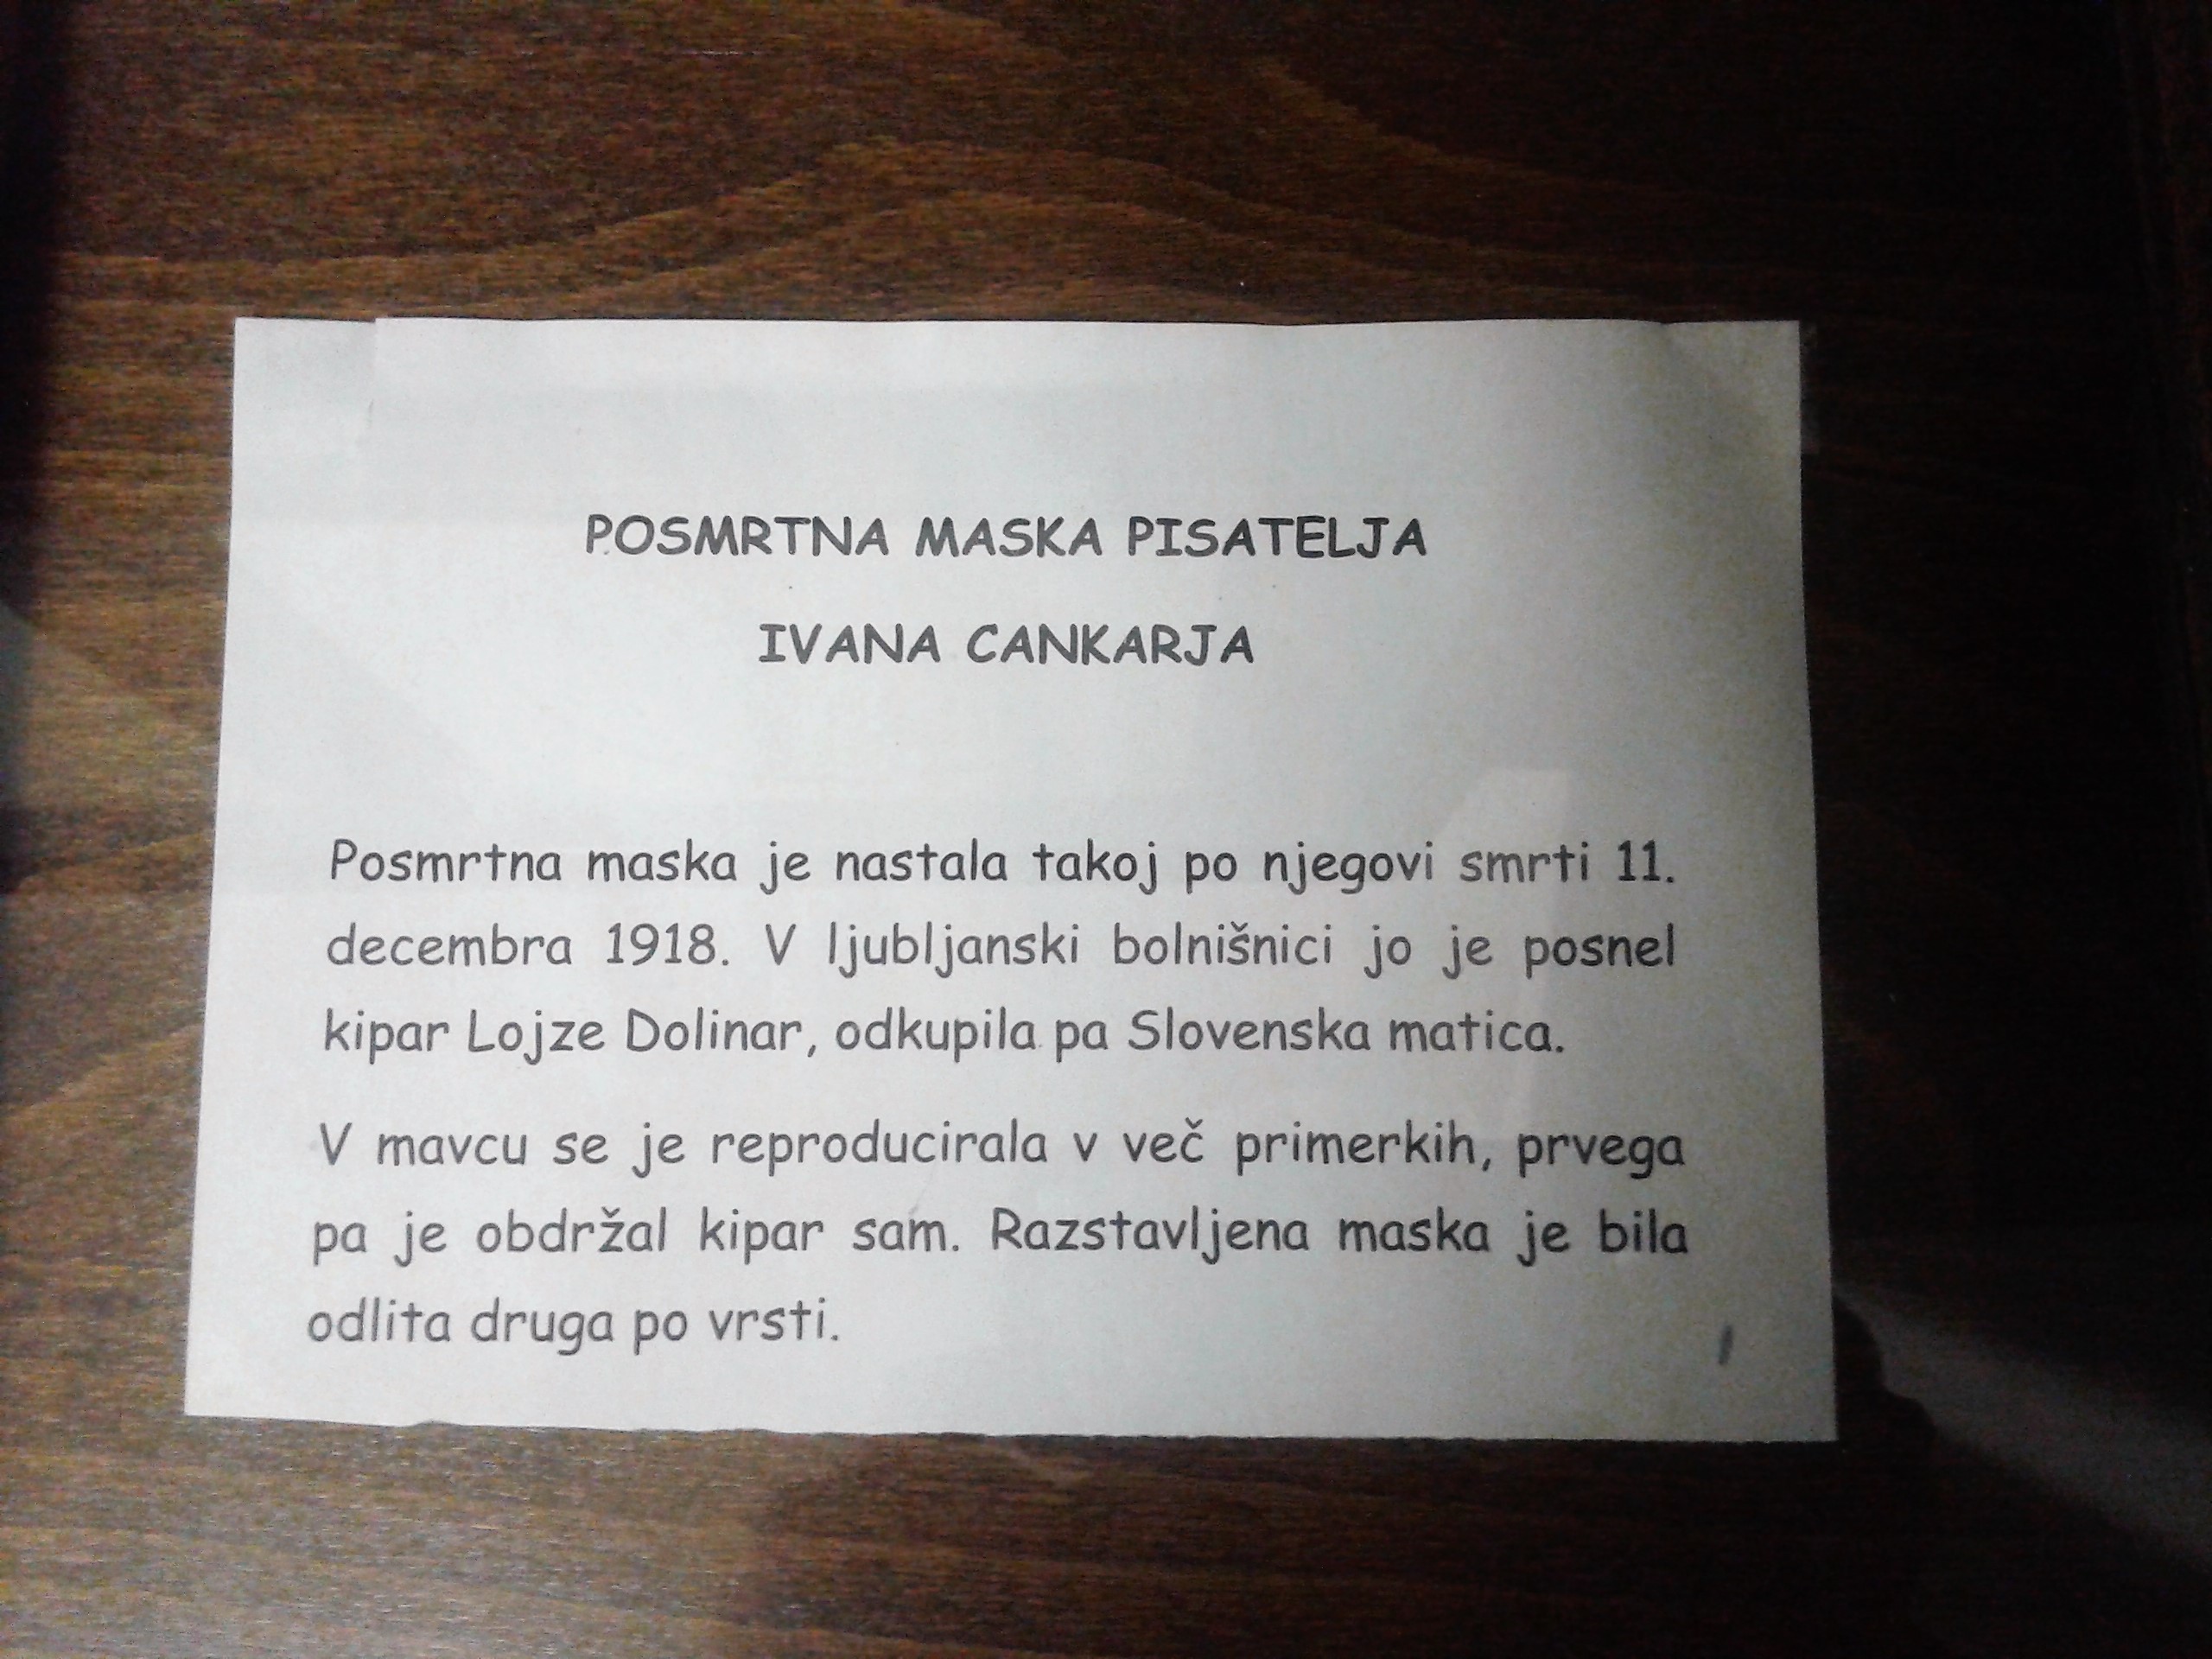 POSMRTNA MASKA PISATELJA
IVANA CANKARJA
Posmrtna maska je nastala takoj po njegovi smrti 11.
decembra 1918. V ljubljanski bolnišnici jo je posnel
kipar Lojze Dolinar, odkupila pa Slovenska matica.
V mavcu se je reproducirala v več primerkih, prvega
pa je obdržal kipar sam. Razstavljena maska je bila
odlita druga po vrsti.